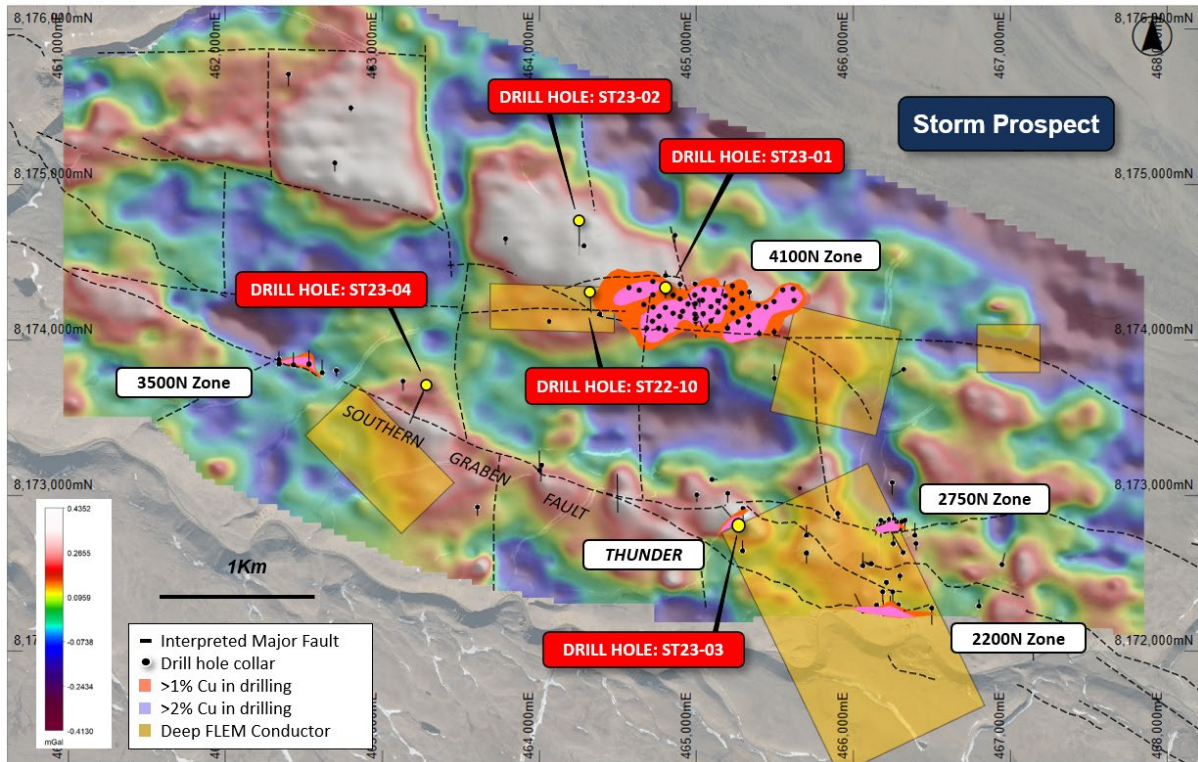 8,176,000mN
8,176,000mN
461,000mE
462,000mE
463,000mE
464,000mE
465,000mE
466,000mE
467,000mE
DRILL HOLE: ST23-02
Storm Prospect
DRILL HOLE: ST23-01
8,175,000mN
8,175,000mN
4100N Zone
DRILL HOLE: ST23-04
8,174,000mN
8,174,000mN
3500N Zone
DRILL HOLE: ST22-10
SOUTHERN
GRABEN
FAULT
8,173,000mN
8,173,000mN
2750N Zone
THUNDER
0.4352
0.2655
0.0959
-0.0738
-0.2434
-0.4130
mGal
1Km
8,172,000mN
2200N Zone
DRILL HOLE: ST23-03
Interpreted Major Fault
Drill hole collar
>1% Cu in drilling
>2% Cu in drilling
Deep FLEM Conductor
464,000mE
465,000mE
466,000mE
467,000mE